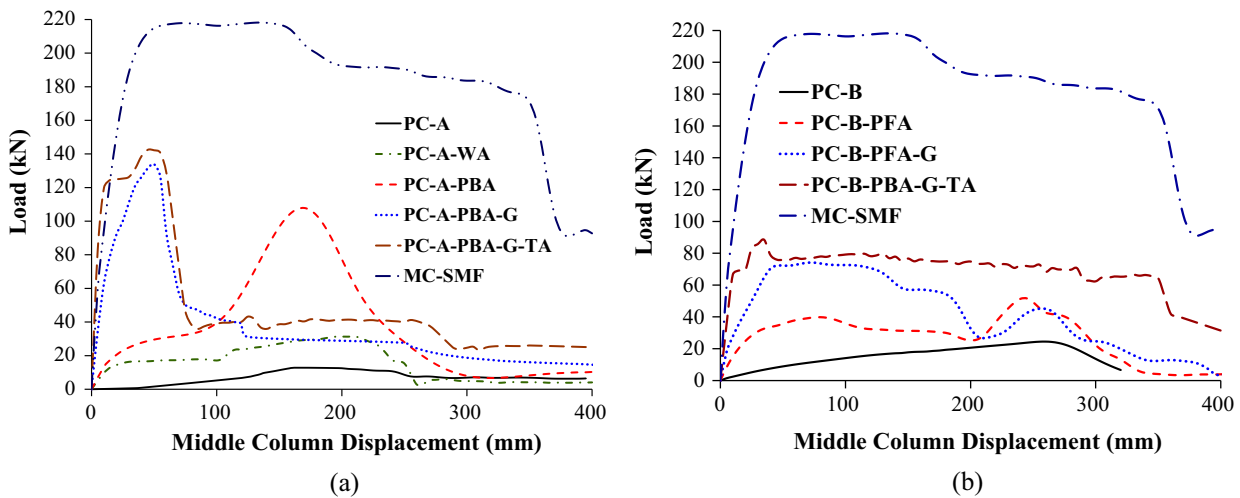 220
200
180
160
140
120
100
80
60
40
20
0
Load (kN)
0 100 200 300 400
Middle Column Displacement (mm)
PC-A
PC-A-WA
PC-A-PBA
PC-A-PBA-G
PC-A-PBA-G-TA
MC-SMF
(a)
220
200
180
160
140
120
100
80
60
40
20
0
Load (kN)
0 100 200 300 400
Middle Column Displacement (mm)
PC-B
PC-B-PFA
PC-B-PFA-G
PC-B-PBA-G-TA
MC-SMF
(b)